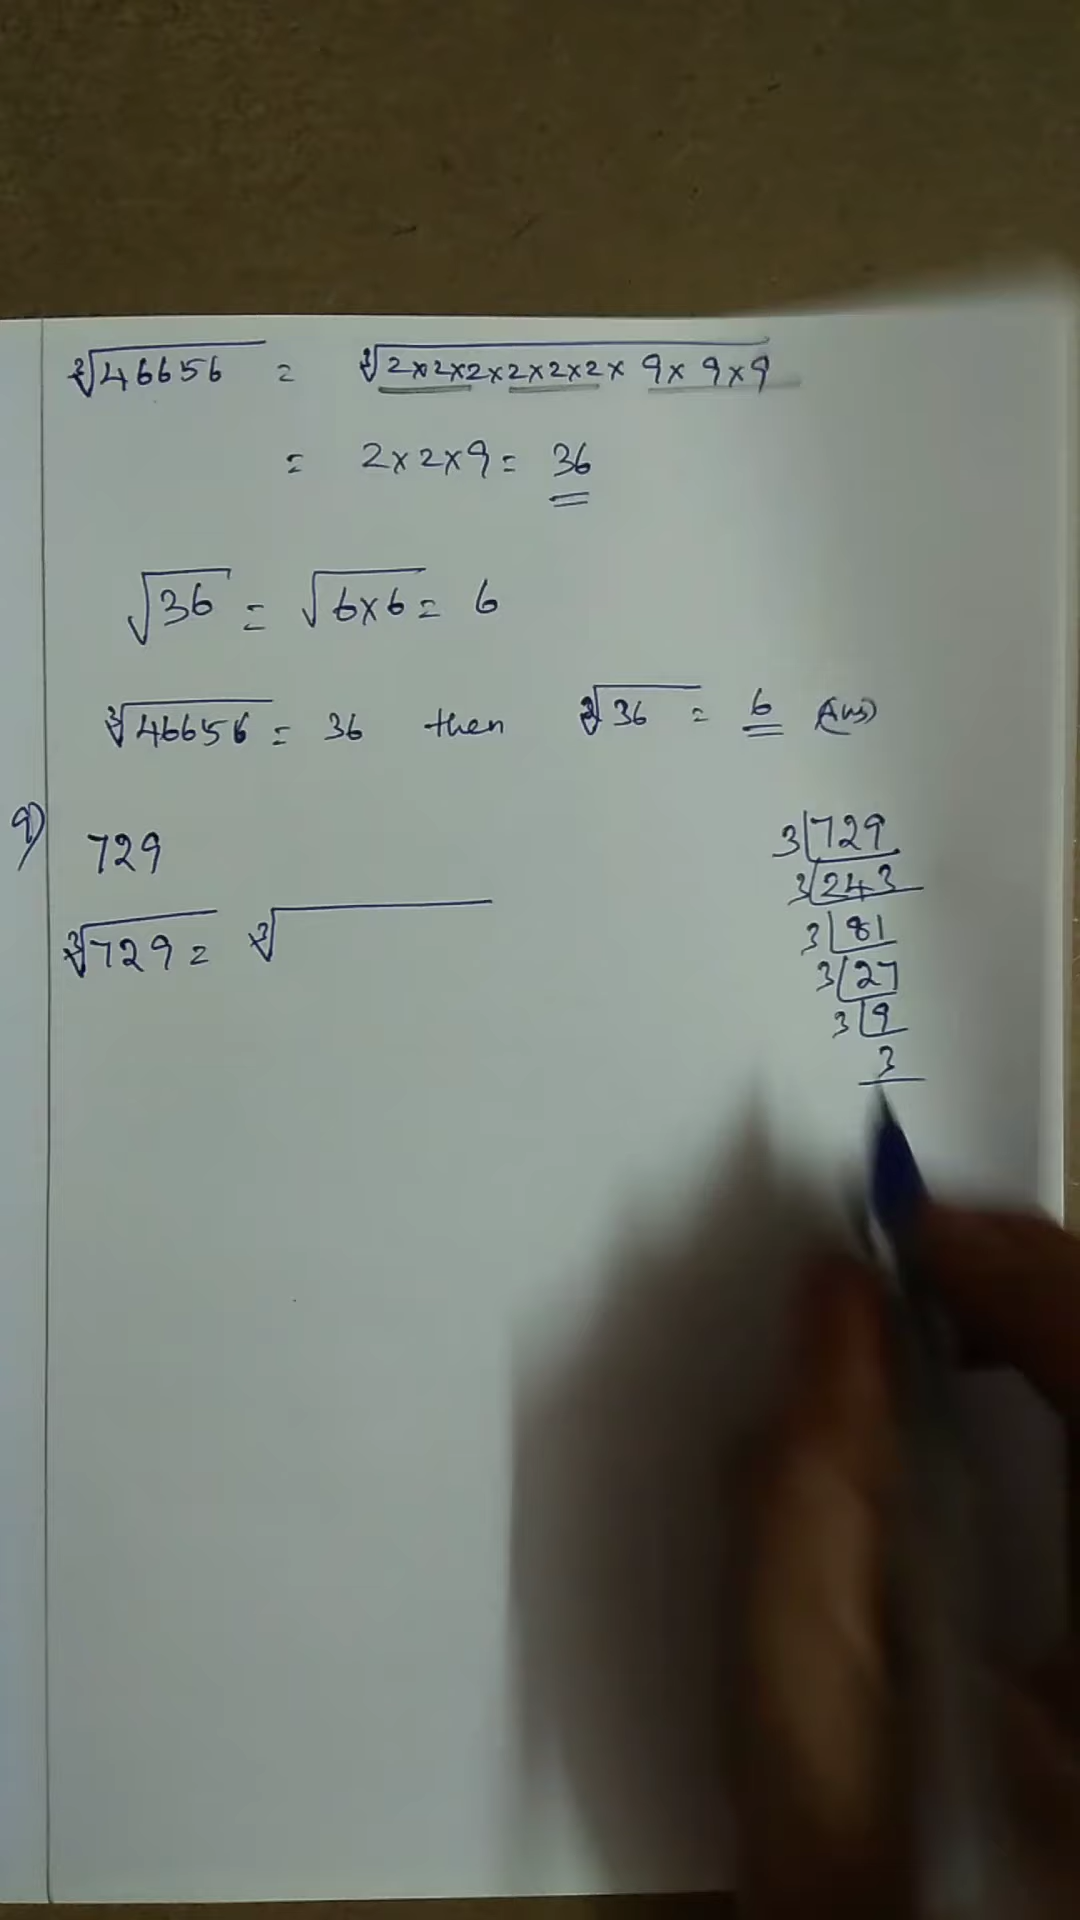 ∛46656 = ∛2×2×2×2×2×2× 9× 9×9
= 2×2×9 = 36
√36 = √6×6 = 6
∛46656 = 36 then ∛36 = 6 (Ans)
9) 729
∛729 = ∛
3|729
3|243
3|81
3|27
3|9
3